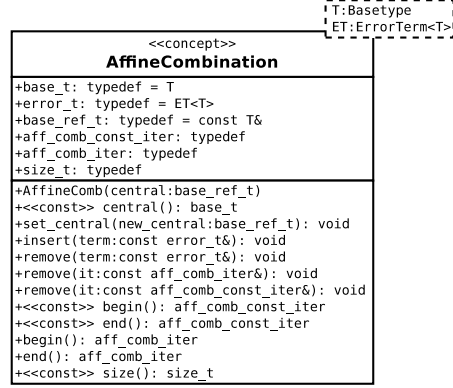 T:Basetype
ET:ErrorTerm<T>
<<concept>>
AffineCombination
+base_t: typedef = T
+error_t: typedef = ET<T>
+base_ref_t: typedef = const T&
+aff_comb_const_iter: typedef
+aff_comb_iter: typedef
+size_t: typedef
+AffineComb(central:base_ref_t)
+<<const>> central(): base_t
+set_central(new_central:base_ref_t): void
+insert(term:const error_t&): void
+remove(term:const error_t&): void
+remove(it:const aff_comb_iter&): void
+remove(it:const aff_comb_const_iter&): void
+<<const>> begin(): aff_comb_const_iter
+<<const>> end(): aff_comb_const_iter
+begin(): aff_comb_iter
+end(): aff_comb_iter
+<<const>> size(): size_t